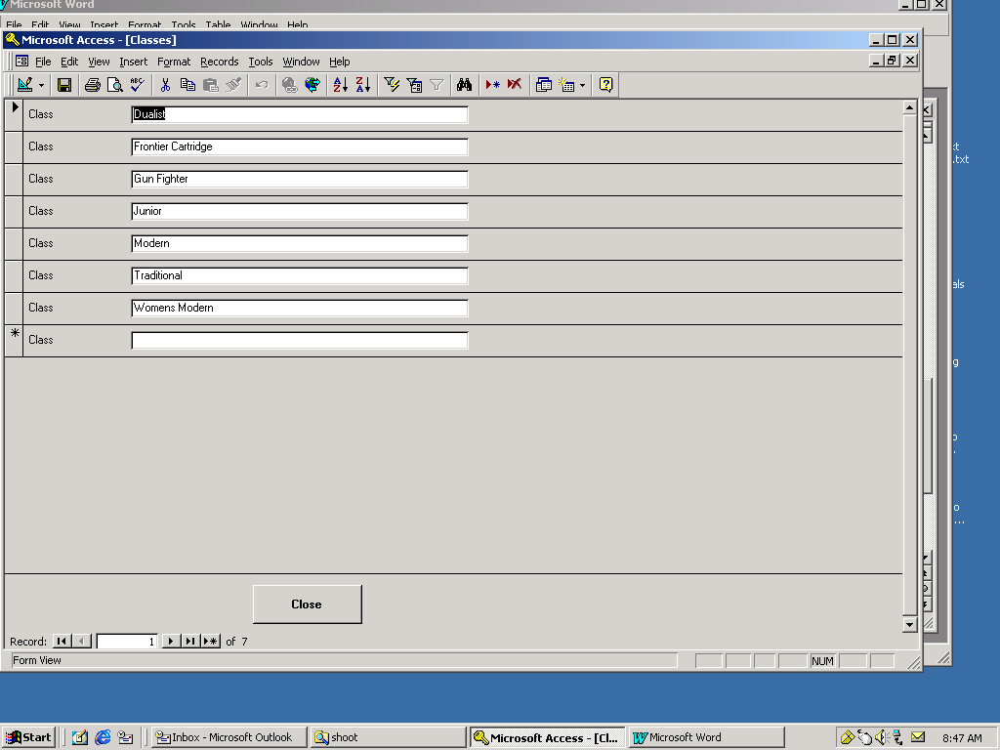 Microsoft Word
File Edit View Insert Format Tools Table Window Help
Microsoft Access - [Classes]
File Edit View Insert Format Records Tools Window Help
Class Dualist
Class Frontier Cartridge
Class Gun Fighter
Class Junior
Class Modern
Class Traditional
Class Womens Modern
Class
.txt
Close
Record: 1 of 7
Form View NUM
Start Inbox - Microsoft Outlook shoot Microsoft Access - [Cl... Microsoft Word 8:47 AM